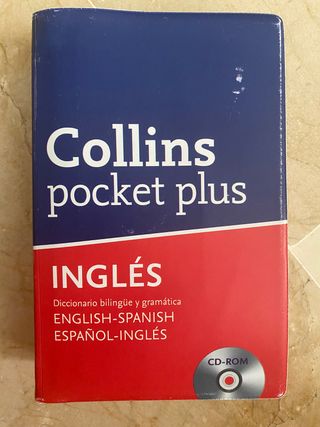 Collins
pocket plus
INGLÉS
Diccionario bilingüe y gramática
ENGLISH-SPANISH
ESPAÑOL-INGLÉS
CD-ROM